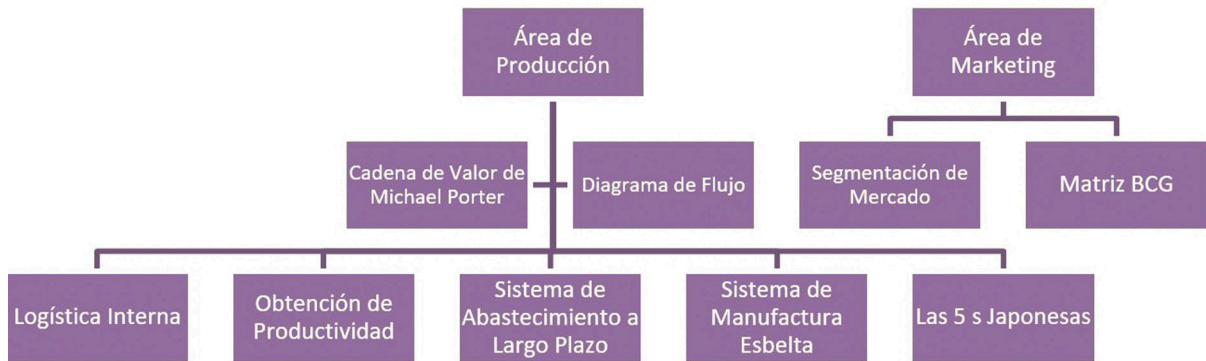 Área de
Producción
Área de
Marketing
Cadena de Valor de
Michael Porter
Diagrama de Flujo
Segmentación de
Mercado
Matriz BCG
Logística Interna
Obtención de
Productividad
Sistema de
Abastecimiento a
Largo Plazo
Sistema de
Manufactura
Esbelta
Las 5 s Japonesas